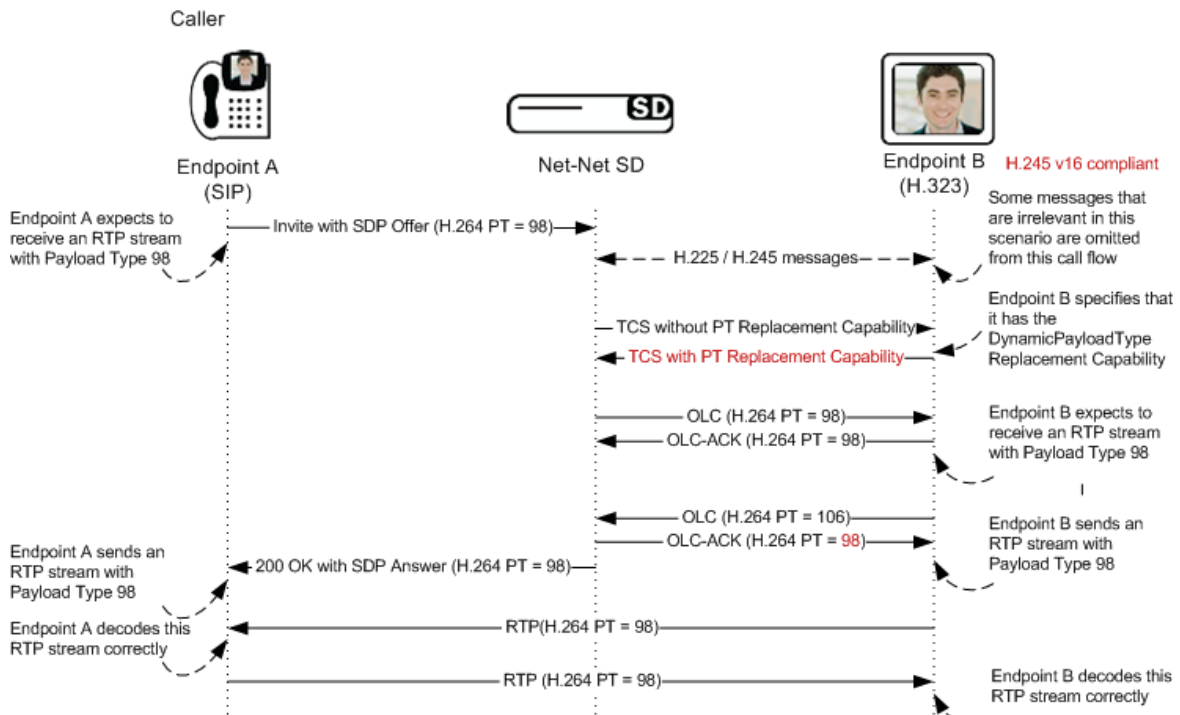 Caller
SD
Endpoint A
(SIP)
Net-Net SD
Endpoint B
(H.323)
H.245 v16 compliant
Endpoint A expects to
receive an RTP stream
with Payload Type 98
Invite with SDP Offer (H.264 PT = 98)
Some messages that
are irrelevant in this
scenario are omitted
from this call flow
H.225 / H.245 messages
Endpoint B specifies that
it has the
DynamicPayloadType
Replacement Capability
TCS without PT Replacement Capability
TCS with PT Replacement Capability
OLC (H.264 PT = 98)
OLC-ACK (H.264 PT = 98)
Endpoint B expects to
receive an RTP stream
with Payload Type 98
OLC (H.264 PT = 106)
OLC-ACK (H.264 PT = 98)
Endpoint B sends an
RTP stream with
Payload Type 98
Endpoint A sends an
RTP stream with
Payload Type 98
200 OK with SDP Answer (H.264 PT = 98)
Endpoint A decodes this
RTP stream correctly
RTP(H.264 PT = 98)
RTP (H.264 PT = 98)
Endpoint B decodes this
RTP stream correctly